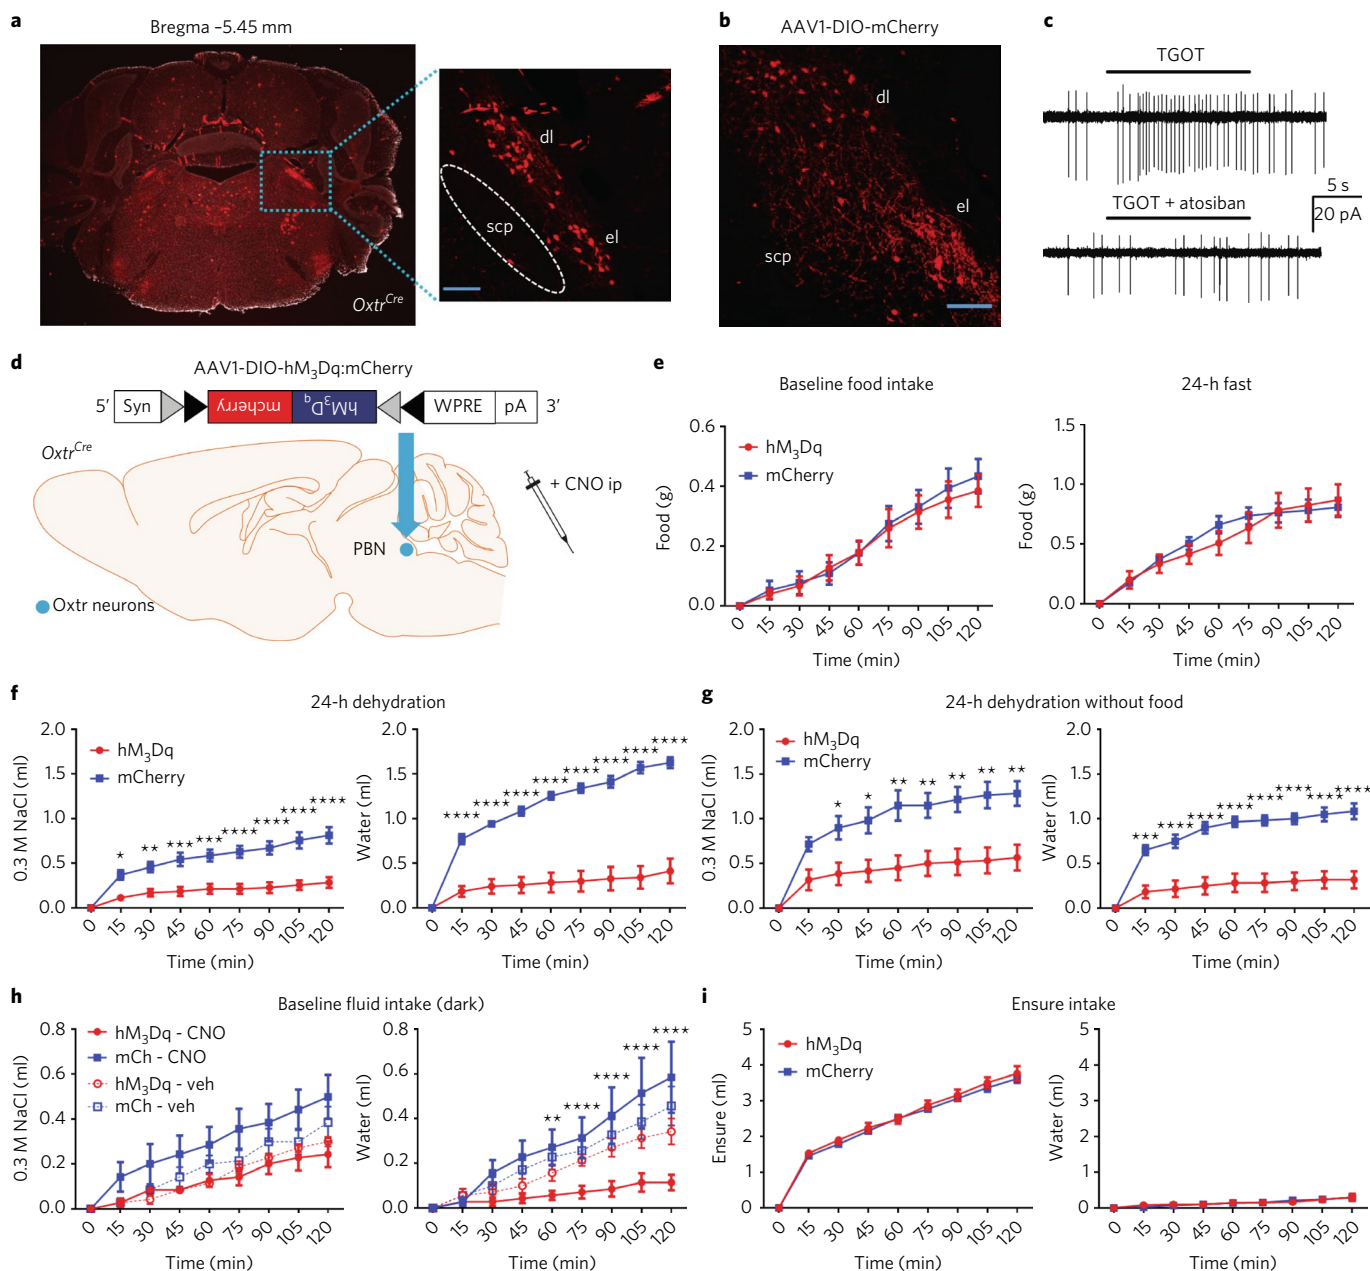 a
Bregma –5.45 mm
dl
scp
el
OxtrCre
b
AAV1-DIO-mCherry
dl
el
scp
c
TGOT
5 s
20 pA
TGOT + atosiban
d
AAV1-DIO-hM3Dq:mCherry
5′ Syn mcherry hM3Dq WPRE pA 3′
OxtrCre
+ CNO ip
PBN
Oxtr neurons
e
Baseline food intake
Food (g)
0.6
0.4
0.2
0.0
hM3Dq
mCherry
0 15 30 45 60 75 90 105 120
Time (min)
24-h fast
Food (g)
1.5
1.0
0.5
0.0
0 15 30 45 60 75 90 105 120
Time (min)
f
24-h dehydration
0.3 M NaCl (ml)
2.0
1.5
1.0
0.5
0.0
hM3Dq
mCherry
* ** *** *** **** **** **** ****
0 15 30 45 60 75 90 105 120
Time (min)
Water (ml)
2.0
1.5
1.0
0.5
0.0
**** **** **** **** **** **** **** ****
0 15 30 45 60 75 90 105 120
Time (min)
g
24-h dehydration without food
0.3 M NaCl (ml)
2.0
1.5
1.0
0.5
0.0
hM3Dq
mCherry
* * ** ** ** ** **
0 15 30 45 60 75 90 105 120
Time (min)
Water (ml)
2.0
1.5
1.0
0.5
0.0
*** **** **** **** **** **** **** ****
0 15 30 45 60 75 90 105 120
Time (min)
h
Baseline fluid intake (dark)
0.3 M NaCl (ml)
0.8
0.6
0.4
0.2
0.0
hM3Dq - CNO
mCh - CNO
hM3Dq - veh
mCh - veh
0 15 30 45 60 75 90 105 120
Time (min)
Water (ml)
0.8
0.6
0.4
0.2
0.0
** **** **** **** ****
0 15 30 45 60 75 90 105 120
Time (min)
i
Ensure intake
Ensure (ml)
5
4
3
2
1
0
hM3Dq
mCherry
0 15 30 45 60 75 90 105 120
Time (min)
Water (ml)
5
4
3
2
1
0
0 15 30 45 60 75 90 105 120
Time (min)